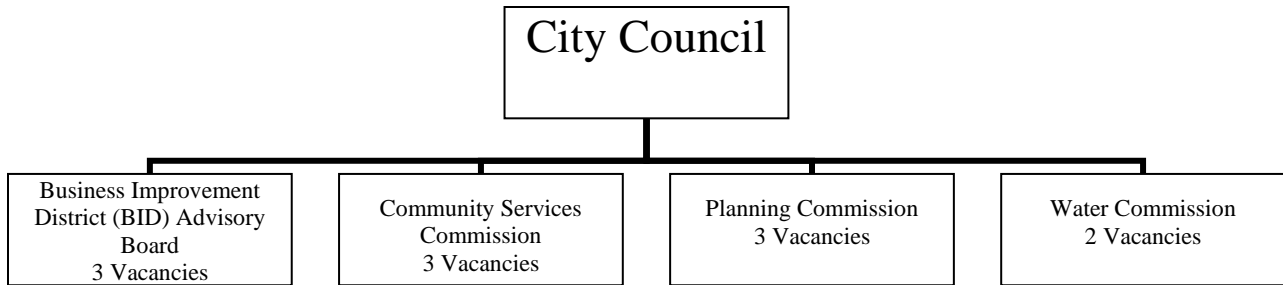 City Council
Business Improvement
District (BID) Advisory
Board
3 Vacancies
Community Services
Commission
3 Vacancies
Planning Commission
3 Vacancies
Water Commission
2 Vacancies